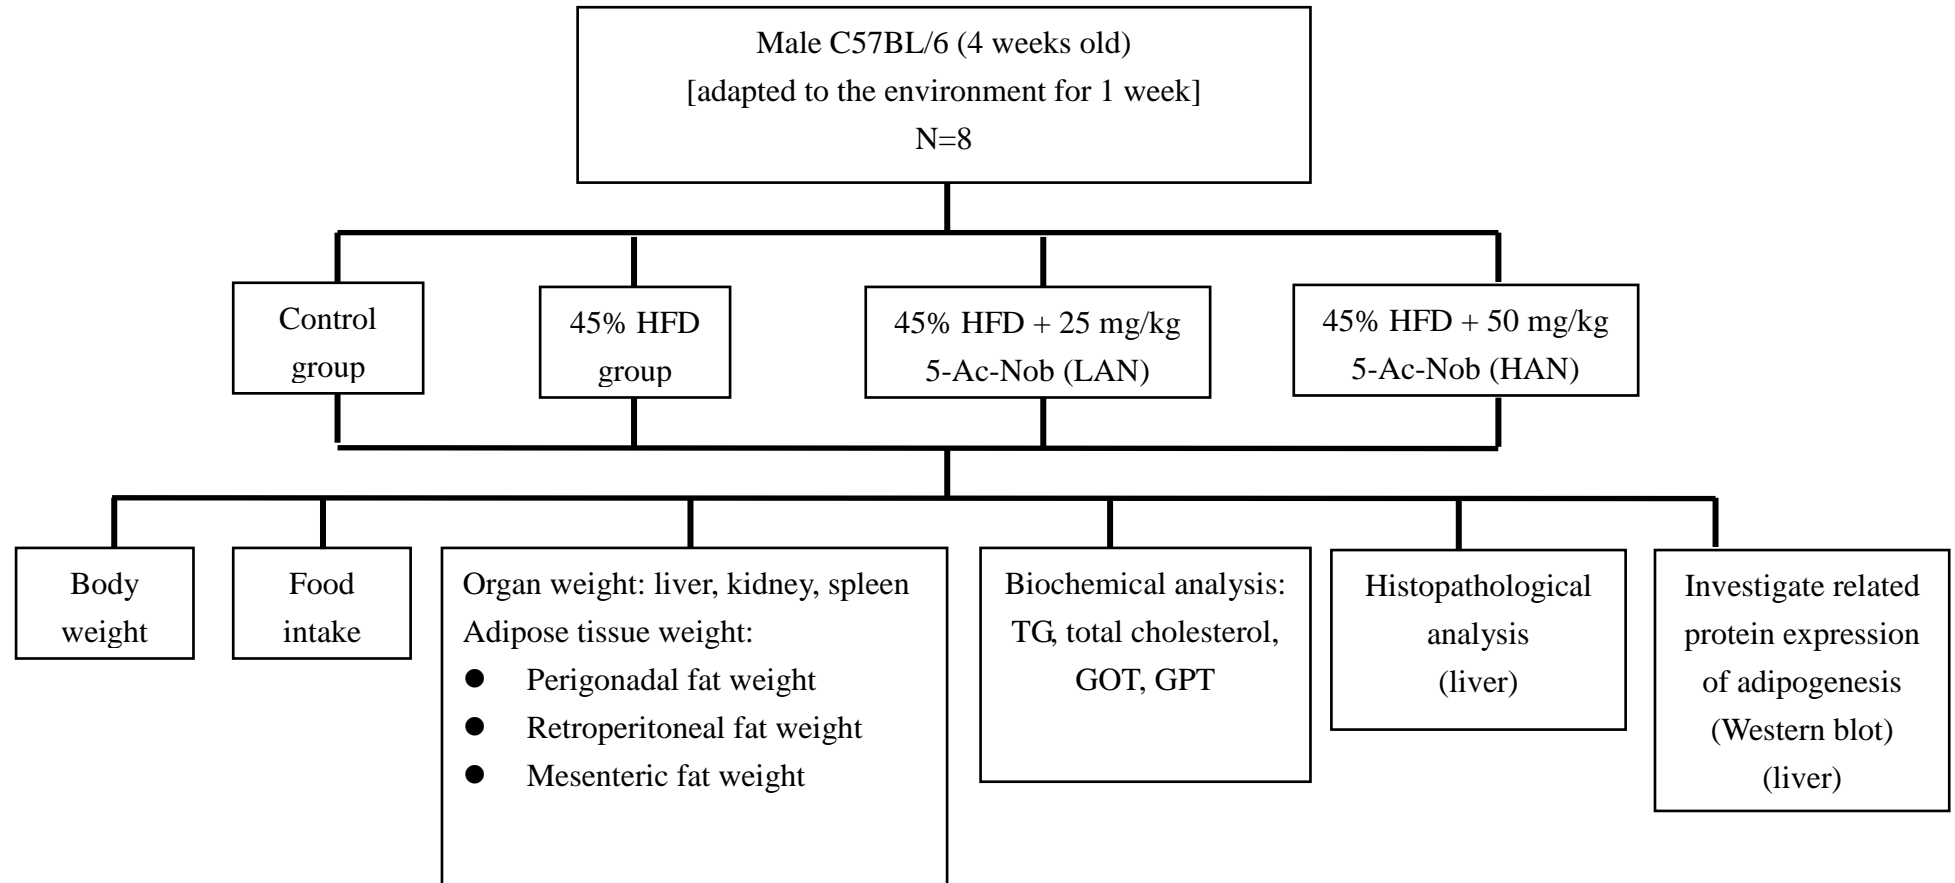 Male C57BL/6 (4 weeks old)
[adapted to the environment for 1 week]
N=8
Control
group
45% HFD
group
45% HFD + 25 mg/kg
5-Ac-Nob (LAN)
45% HFD + 50 mg/kg
5-Ac-Nob (HAN)
Body
weight
Food
intake
Organ weight: liver, kidney, spleen
Adipose tissue weight:
● Perigonadal fat weight
● Retroperitoneal fat weight
● Mesenteric fat weight
Biochemical analysis:
TG, total cholesterol,
GOT, GPT
Histopathological
analysis
(liver)
Investigate related
protein expression
of adipogenesis
(Western blot)
(liver)